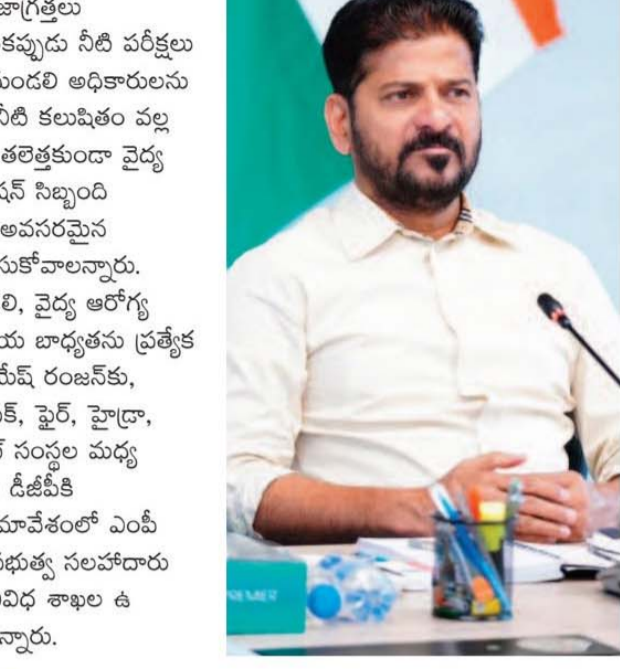 జాగ్రత్తలు
కప్పుడు నీటి పరీక్షలు
మండలి అధికారులను
నీటి కలుషితం వల్ల
తలెత్తకుండా వైద్య
షన్ సిబ్బంది
అవసరమైన
సుకోవాలన్నారు.
లి, వైద్య ఆరోగ్య
య బాధ్యతను ప్రత్యేక
మేష్ రంజన్‌కు,
క్, ఫైర్, హైడ్రా,
సంస్థల మధ్య
డీజీపీకి
మావేశంలో ఎంపీ
భుత్వ సలహాదారు
వివిధ శాఖల ఉ
న్నారు.
PREMIER